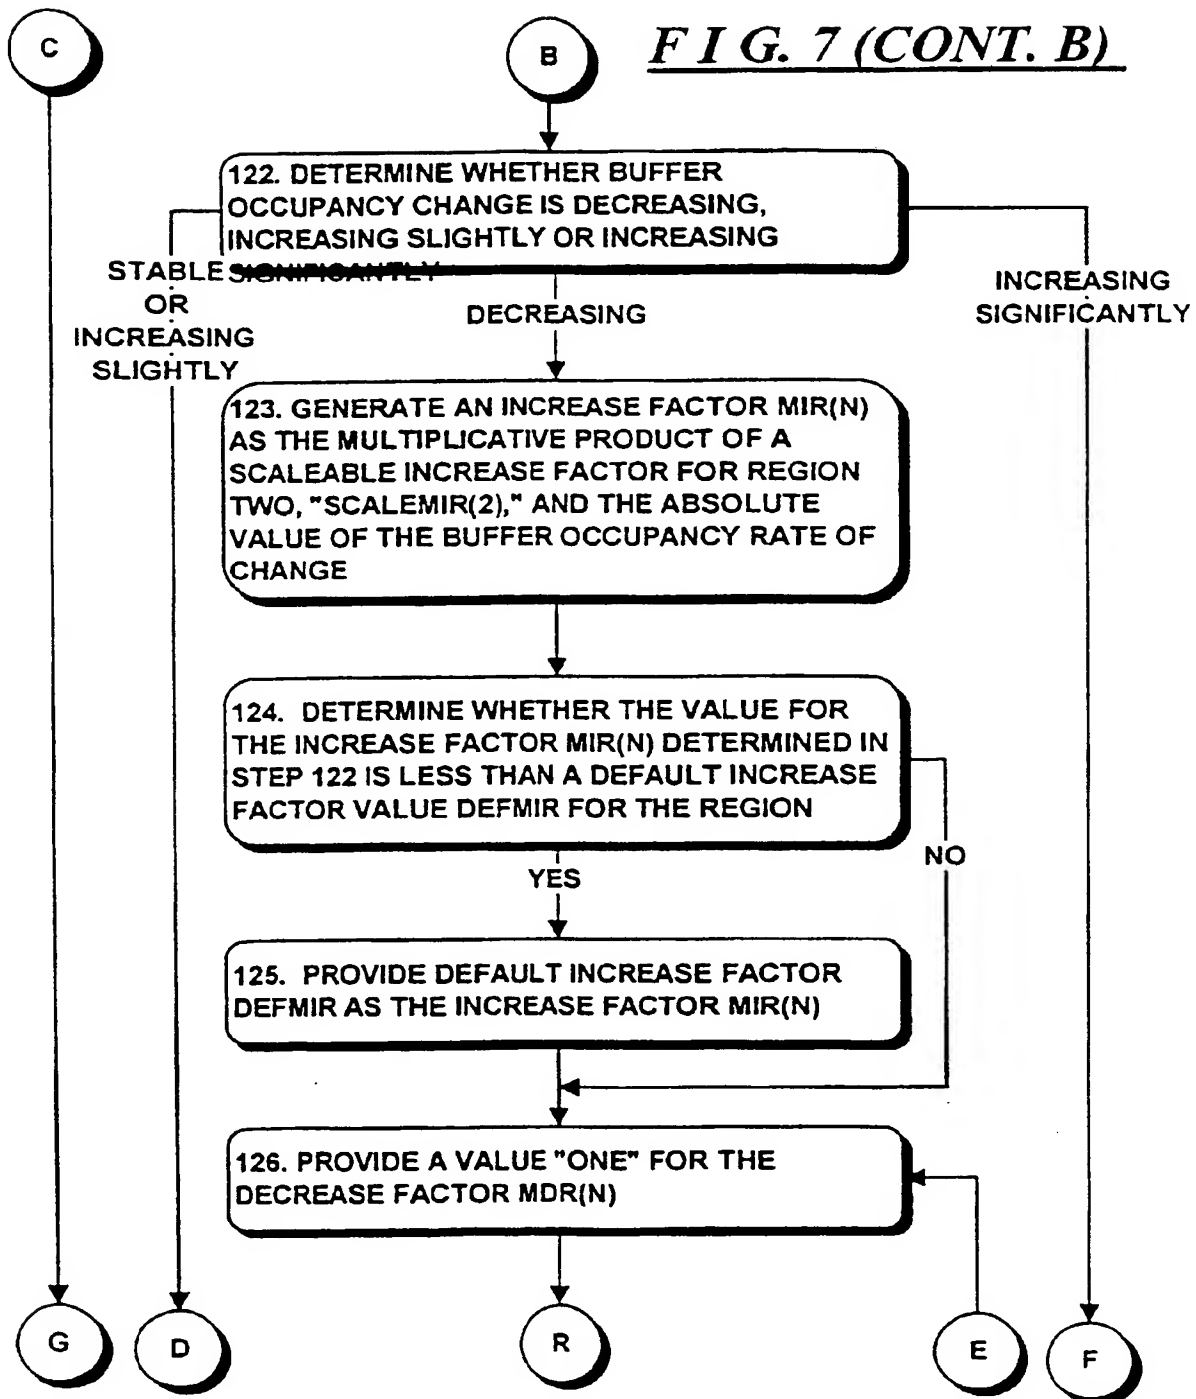 C
B
F I G. 7 (CONT. B)
122. DETERMINE WHETHER BUFFER
OCCUPANCY CHANGE IS DECREASING,
INCREASING SLIGHTLY OR INCREASING
SIGNIFICANTLY
STABLE
OR
INCREASING
SLIGHTLY
DECREASING
INCREASING
SIGNIFICANTLY
123. GENERATE AN INCREASE FACTOR MIR(N)
AS THE MULTIPLICATIVE PRODUCT OF A
SCALEABLE INCREASE FACTOR FOR REGION
TWO, "SCALEMIR(2)," AND THE ABSOLUTE
VALUE OF THE BUFFER OCCUPANCY RATE OF
CHANGE
124. DETERMINE WHETHER THE VALUE FOR
THE INCREASE FACTOR MIR(N) DETERMINED IN
STEP 122 IS LESS THAN A DEFAULT INCREASE
FACTOR VALUE DEFMIR FOR THE REGION
NO
YES
125. PROVIDE DEFAULT INCREASE FACTOR
DEFMIR AS THE INCREASE FACTOR MIR(N)
126. PROVIDE A VALUE "ONE" FOR THE
DECREASE FACTOR MDR(N)
G
D
R
E
F